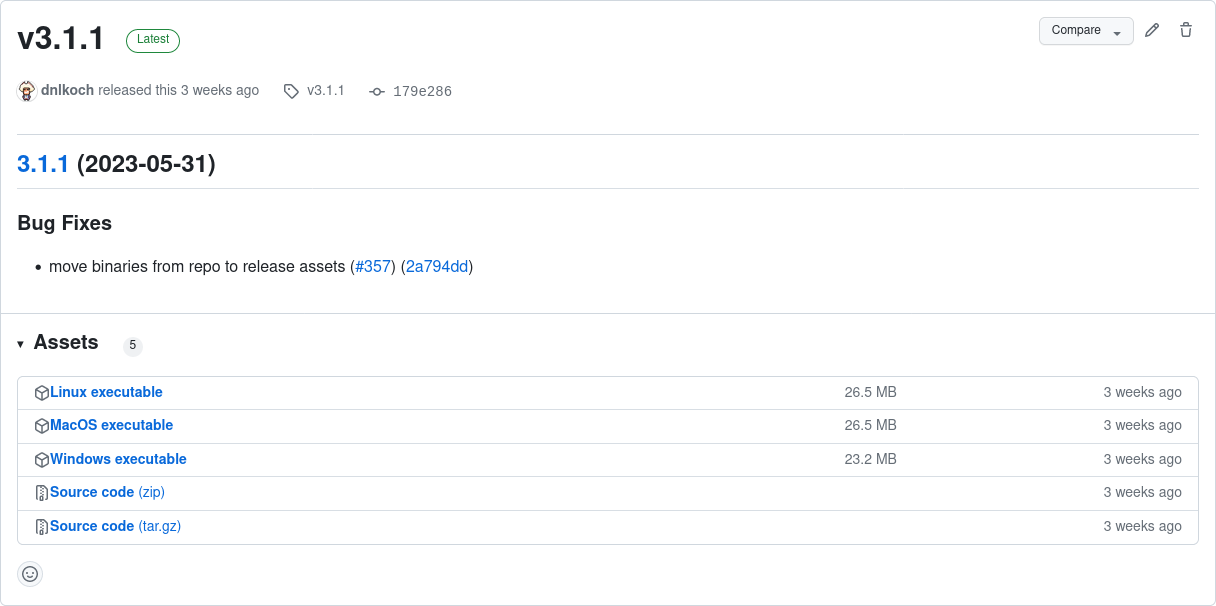 v3.1.1 Latest Compare
dnlkoch released this 3 weeks ago v3.1.1 179e286
3.1.1 (2023-05-31)
Bug Fixes
• move binaries from repo to release assets (#357) (2a794dd)
Assets 5
Linux executable 26.5 MB 3 weeks ago
MacOS executable 26.5 MB 3 weeks ago
Windows executable 23.2 MB 3 weeks ago
Source code (zip) 3 weeks ago
Source code (tar.gz) 3 weeks ago